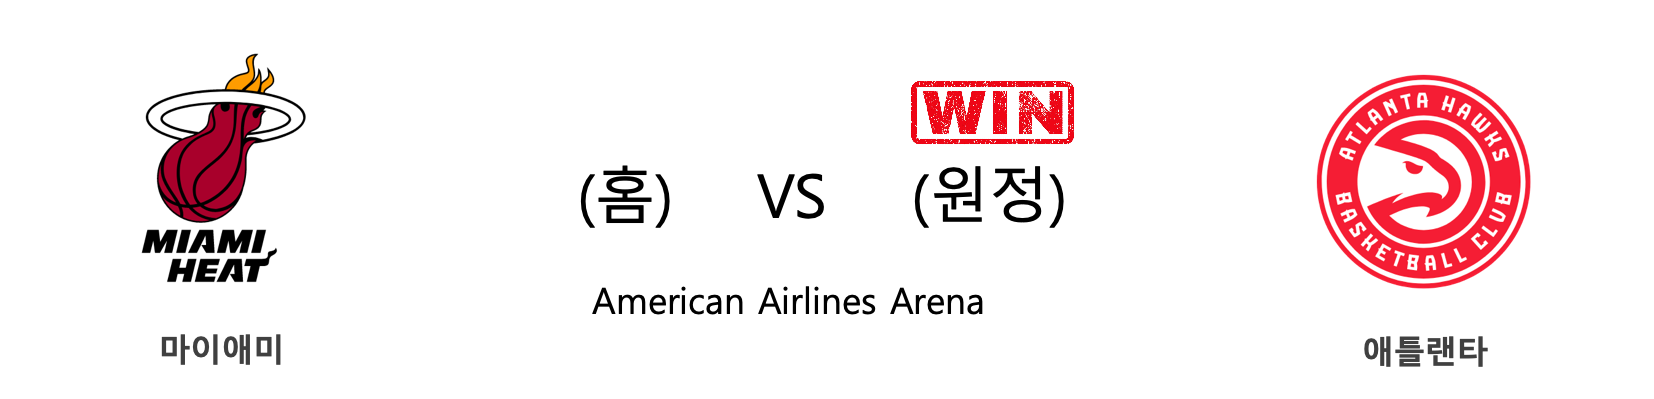 MIAMI
HEAT
마이애미
(홈) VS (원정)
WIN
American Airlines Arena
ATLANTA HAWKS
BASKETBALL CLUB
애틀랜타